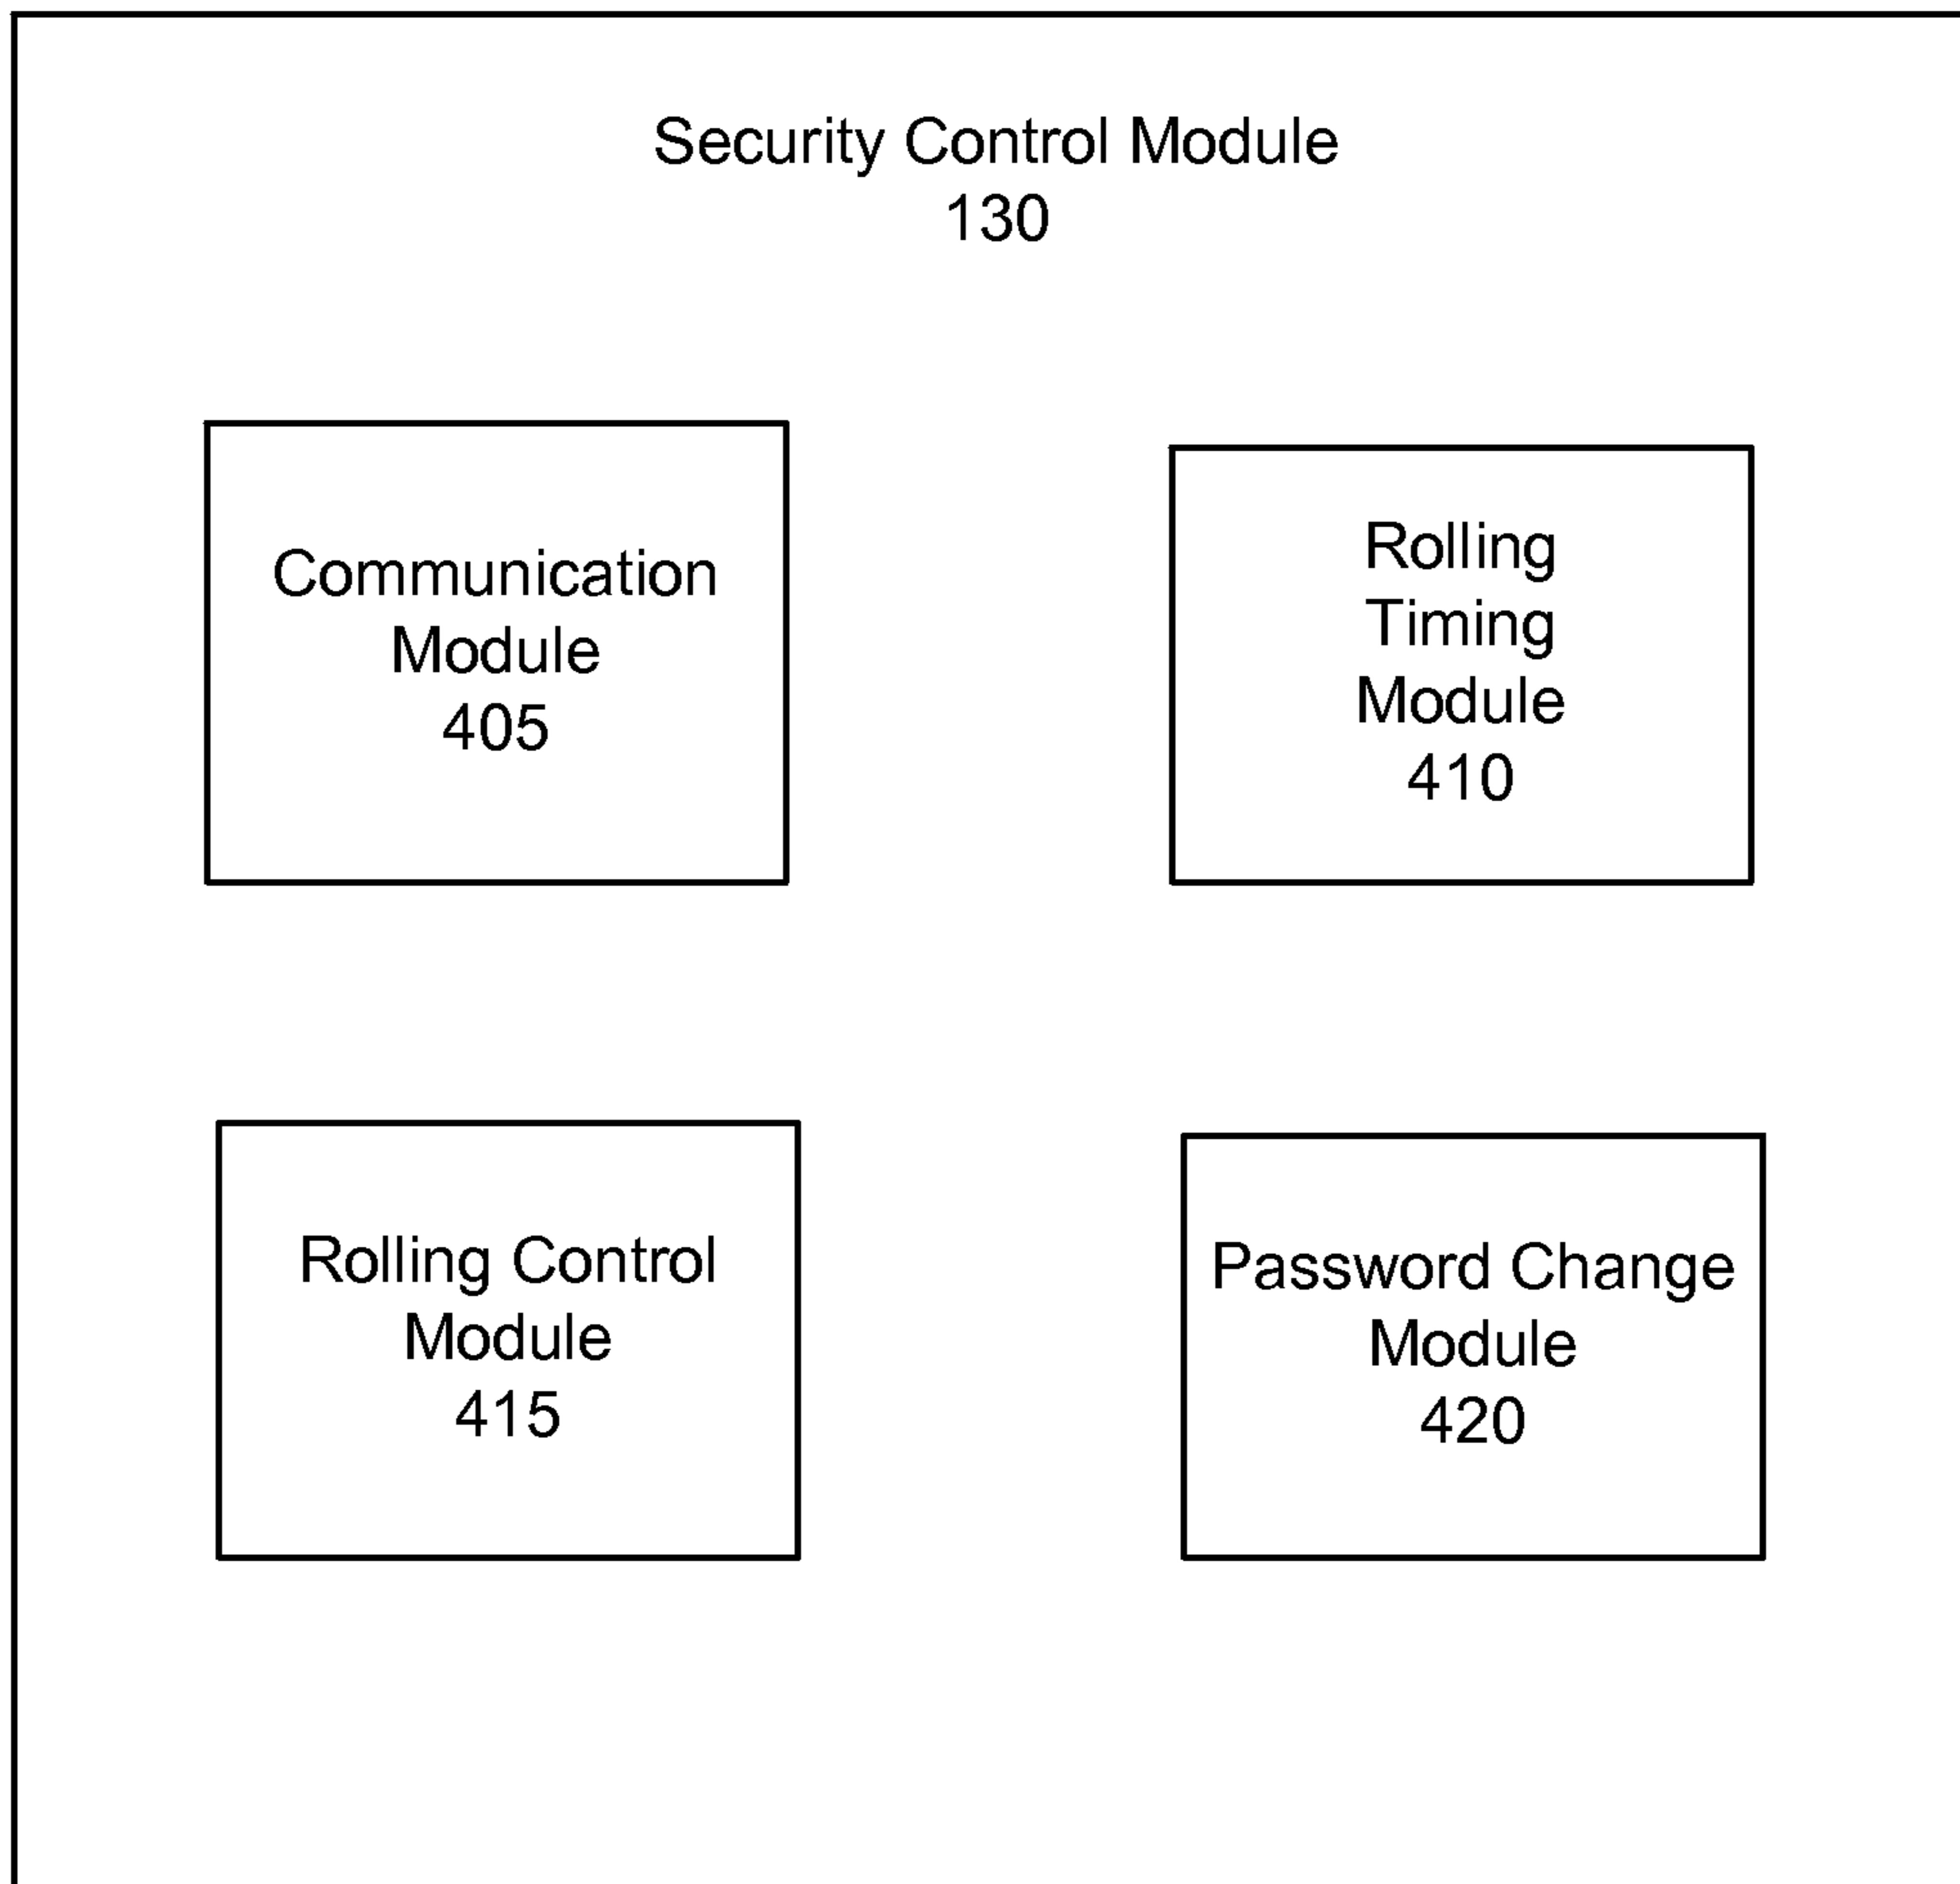 Security Control Module
130
Communication
Module
405
Rolling
Timing
Module
410
Rolling Control
Module
415
Password Change
Module
420